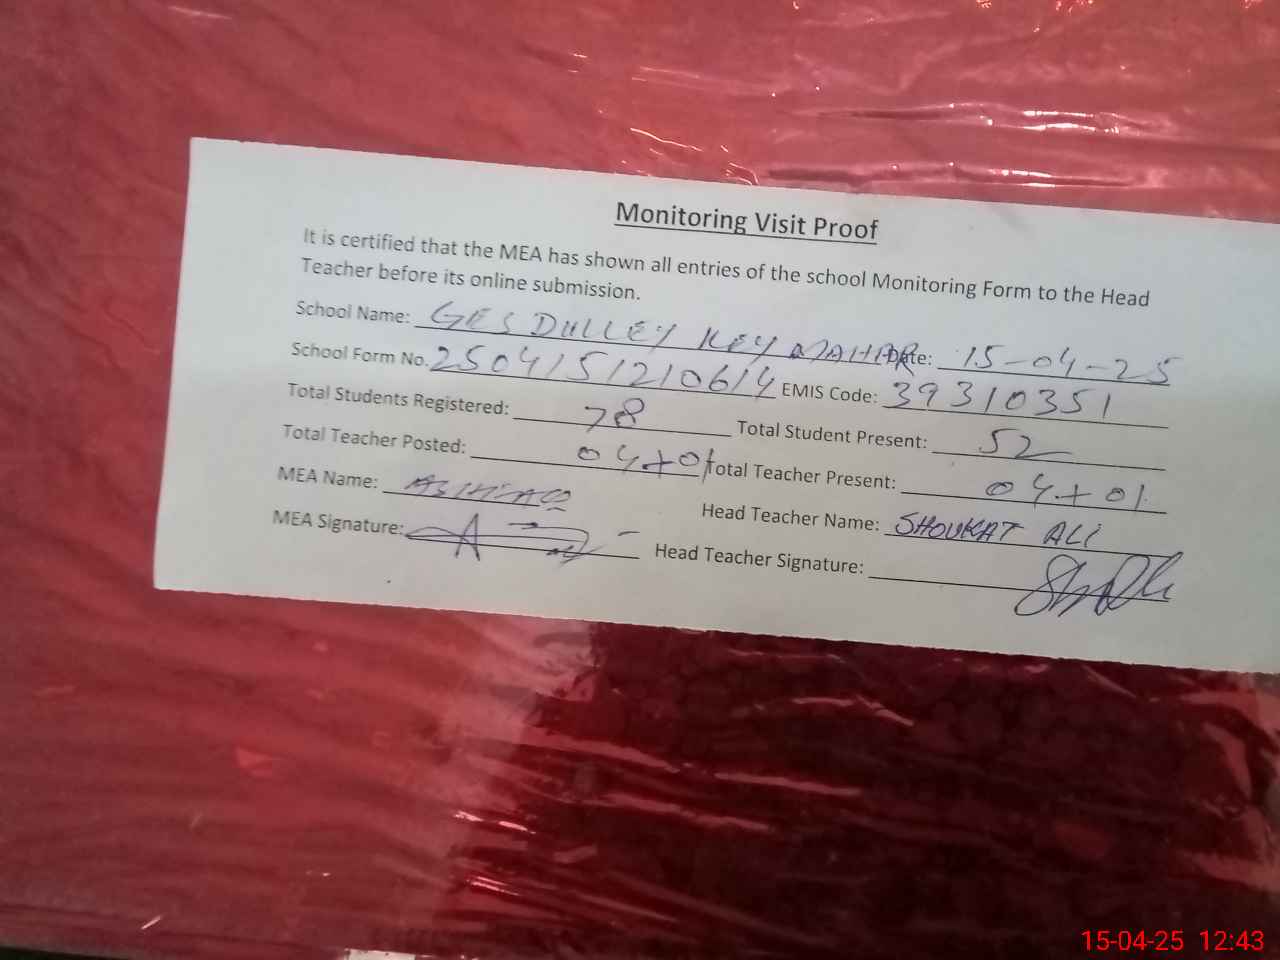 Monitoring Visit Proof
It is certified that the MEA has shown all entries of the school Monitoring Form to the Head
Teacher before its online submission.
School Name: GES DULLEY KEY MAHAR Date: 15-04-25
School Form No. 2504151210614 EMIS Code: 39310351
Total Students Registered: 78 Total Student Present: 52
Total Teacher Posted: 04+01 Total Teacher Present: 04+01
MEA Name: Head Teacher Name: SHOUKAT ALI
MEA Signature: Head Teacher Signature:
15-04-25 12:43